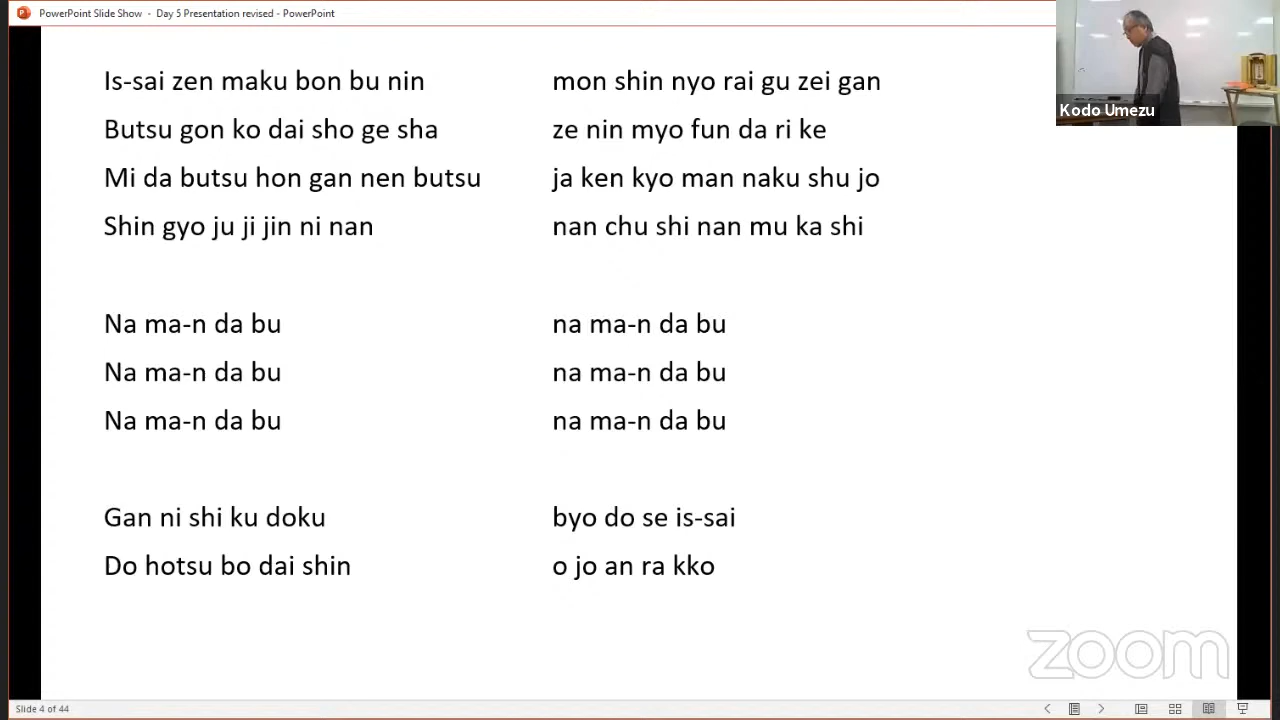 PowerPoint Slide Show - Day 5 Presentation revised - PowerPoint
Kodo Umezu
Is-sai zen maku bon bu nin mon shin nyo rai gu zei gan
Butsu gon ko dai sho ge sha ze nin myo fun da ri ke
Mi da butsu hon gan nen butsu ja ken kyo man naku shu jo
Shin gyo ju ji jin ni nan nan chu shi nan mu ka shi
Na ma-n da bu na ma-n da bu
Na ma-n da bu na ma-n da bu
Na ma-n da bu na ma-n da bu
Gan ni shi ku doku byo do se is-sai
Do hotsu bo dai shin o jo an ra kko
zoom
Slide 4 of 44